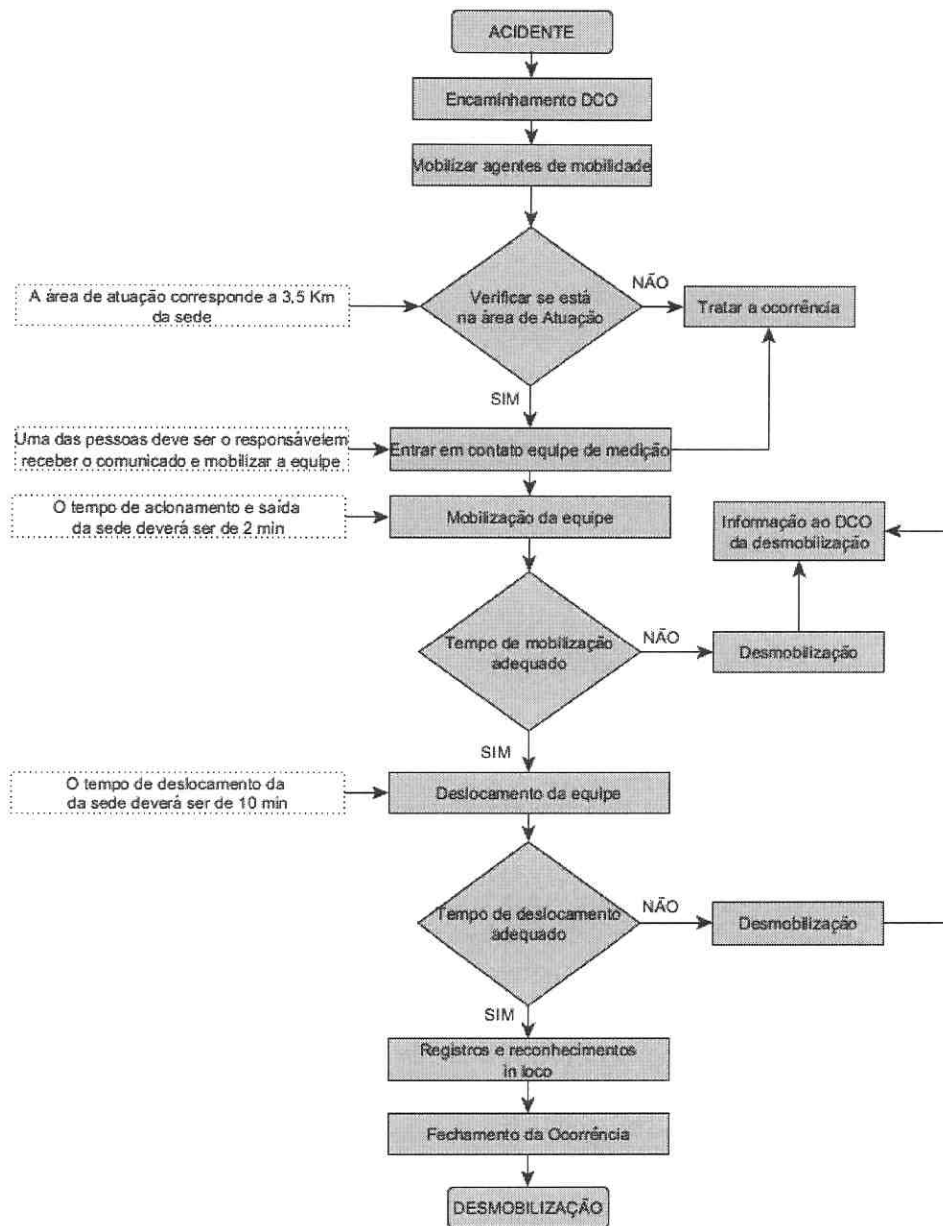 ACIDENTE
Encaminhamento DCO
Mobilizar agentes de mobilidade
A área de atuação corresponde a 3,5 Km
da sede
Verificar se está
na área de Atuação
NÃO
Tratar a ocorrência
SIM
Uma das pessoas deve ser o responsávelem
receber o comunicado e mobilizar a equipe
Entrar em contato equipe de medição
O tempo de acionamento e saída
da sede deverá ser de 2 min
Mobilização da equipe
Informação ao DCO
da desmobilização
Tempo de mobilização
adequado
NÃO
Desmobilização
SIM
O tempo de deslocamento da
da sede deverá ser de 10 min
Deslocamento da equipe
Tempo de deslocamento
adequado
NÃO
Desmobilização
SIM
Registros e reconhecimentos
in loco
Fechamento da Ocorrência
DESMOBILIZAÇÃO